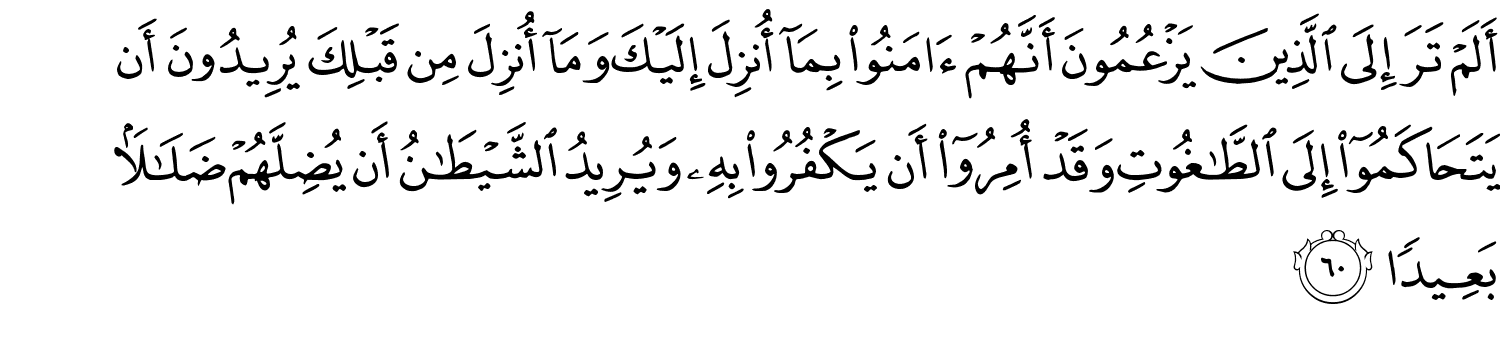 أَلَمْ تَرَ إِلَى ٱلَّذِينَ يَزْعُمُونَ أَنَّهُمْ ءَامَنُوا۟ بِمَآ أُنزِلَ إِلَيْكَ وَمَآ أُنزِلَ مِن قَبْلِكَ يُرِيدُونَ أَن
يَتَحَاكَمُوٓا۟ إِلَى ٱلطَّـٰغُوتِ وَقَدْ أُمِرُوٓا۟ أَن يَكْفُرُوا۟ بِهِۦ وَيُرِيدُ ٱلشَّيْطَـٰنُ أَن يُضِلَّهُمْ ضَلَـٰلًۢا
بَعِيدًا ٦٠